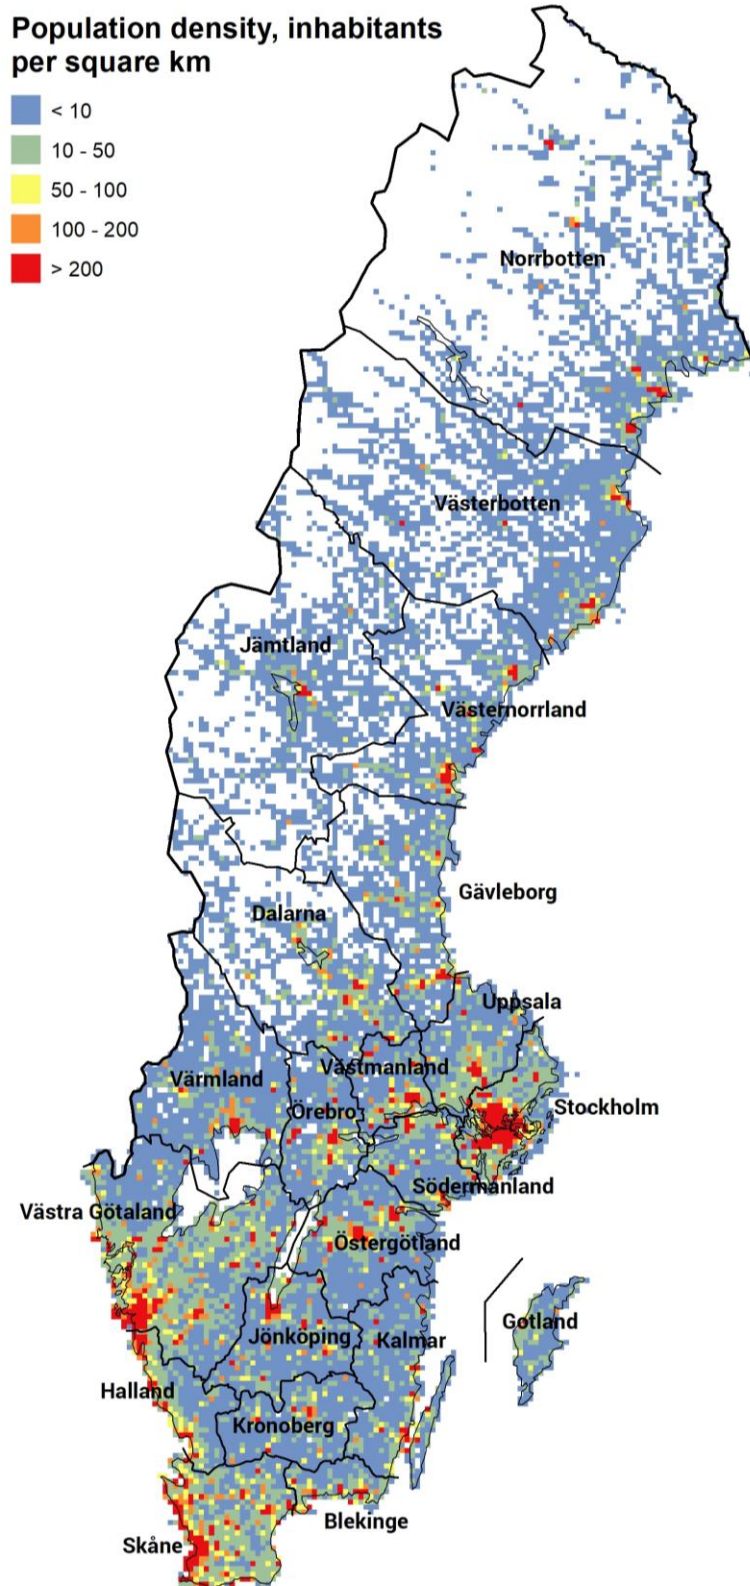 Population density, inhabitants
per square km
< 10
10 - 50
50 - 100
100 - 200
> 200
Norrbotten
Västerbotten
Jämtland
Västernorrland
Gävleborg
Dalarna
Uppsala
Västmanland
Värmland
Örebro
Stockholm
Södermanland
Västra Götaland
Östergötland
Gotland
Jönköping
Kalmar
Halland
Kronoberg
Blekinge
Skåne